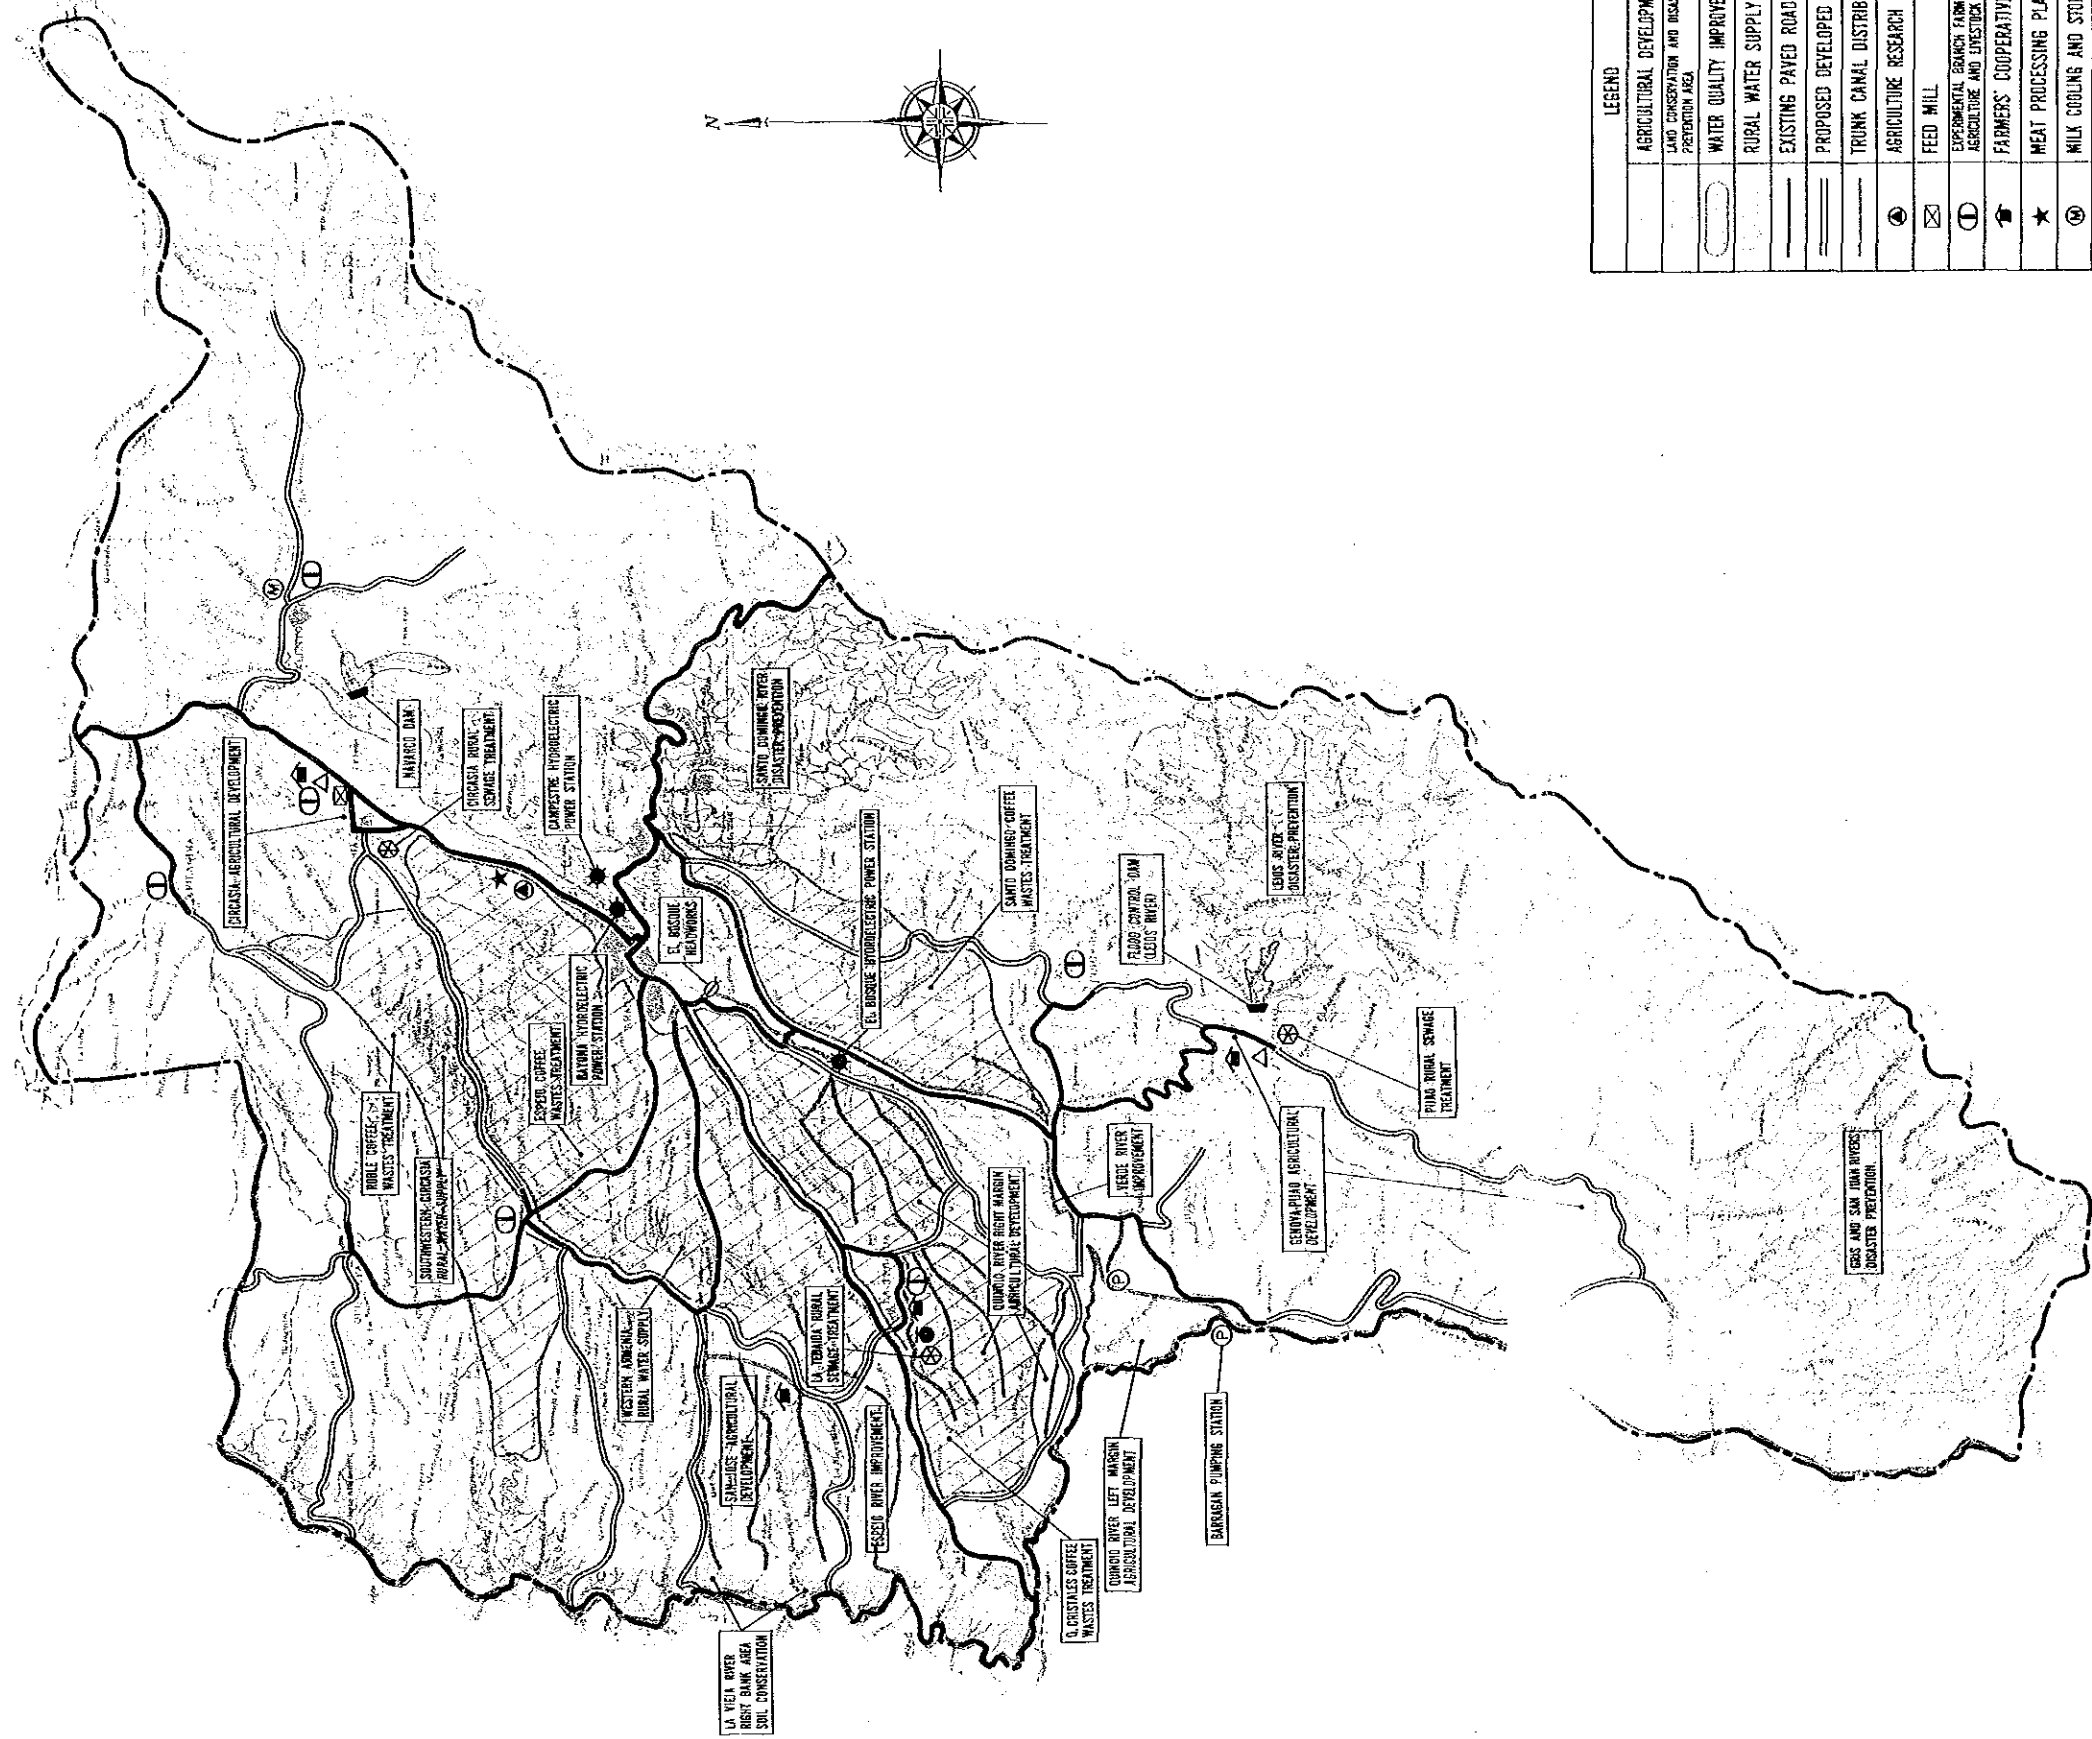 N
LEGEND
AGRICULTURAL DEVELOPM
LAND CONSERVATION AND DISAS
PREVENTION AREA
WATER QUALITY IMPROVE
RURAL WATER SUPPLY
EXISTING PAVED ROAD
PROPOSED DEVELOPED
TRUNK CANAL DISTRIB
AGRICULTURE RESEARCH
FEED MILL
EXPERIMENTAL BRANCH FARM
AGRICULTURE AND LIVESTOCK
FARMERS' COOPERATIVE
MEAT PROCESSING PLA
M
MILK COOLING AND STO
M
NAVARCO DAM
CIRCASIA AGRICULTURAL DEVELOPMENT
CIRCASIA RURAL
SEWAGE TREATMENT
CAMPESTRE HYDROELECTRIC
POWER STATION
SANTO DOMINGO RIVER
DISASTER PREVENTION
EL BOSQUE
HEADWORKS
EL BOSQUE HYDROELECTRIC POWER STATION
SANTO DOMINGO COFFEE
WASTES TREATMENT
FLOOD CONTROL DAM
(LEJOS RIVER)
LEJOS RIVER
DISASTER PREVENTION
ROBLE COFFEE
WASTES TREATMENT
SOUTHWESTERN CIRCASIA
RURAL WATER SUPPLY
ESPEJO COFFEE
WASTES TREATMENT
BAYONA HYDROELECTRIC
POWER STATION
PIJAO RURAL SEWAGE
TREATMENT
WESTERN ARMENIA
RURAL WATER SUPPLY
SAN JOSE AGRICULTURAL
DEVELOPMENT
LA TEBAIDA RURAL
SEWAGE TREATMENT
ESPEJO RIVER IMPROVEMENT
QUINDIO RIVER RIGHT MARGIN
AGRICULTURAL DEVELOPMENT
VERDE RIVER
IMPROVEMENT
GENOVA-PIJAO AGRICULTURAL
DEVELOPMENT
GRIS AND SAN JUAN RIVERS
DISASTER PREVENTION
P
P
LA VIEJA RIVER
RIGHT BANK AREA
SOIL CONSERVATION
Q. CRISTALES COFFEE
WASTES TREATMENT
QUINDIO RIVER LEFT MARGIN
AGRICULTURAL DEVELOPMENT
BARRAGAN PUMPING STATION